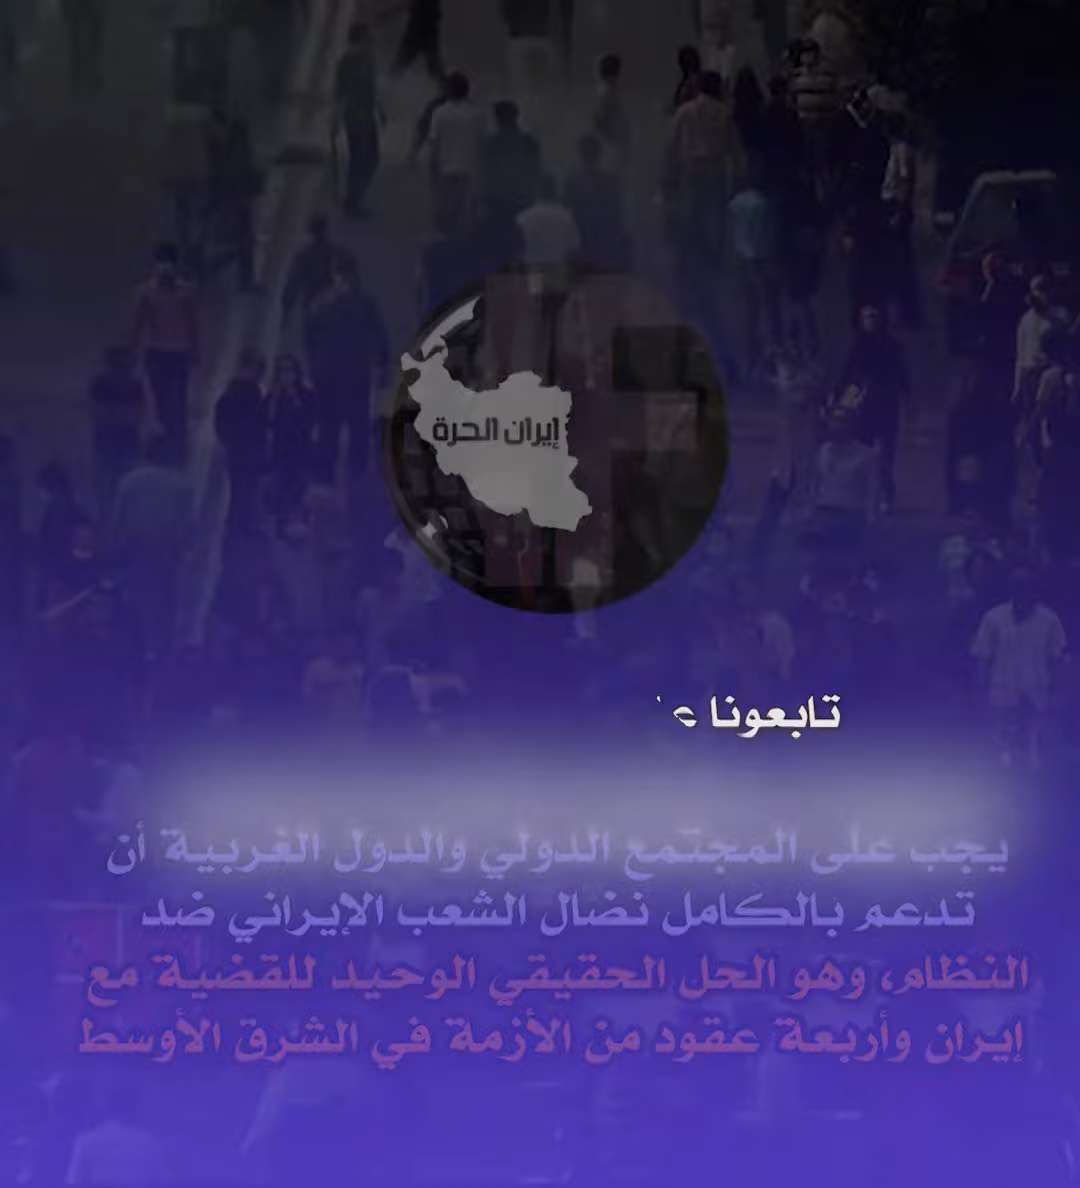 إيران الحرة
تابعونا
يجب على المجتمع الدولي والدول الغربية أن
تدعم بالكامل نضال الشعب الإيراني ضد
النظام، وهو الحل الحقيقي الوحيد للقضية مع
إيران وأربعة عقود من الأزمة في الشرق الأوسط